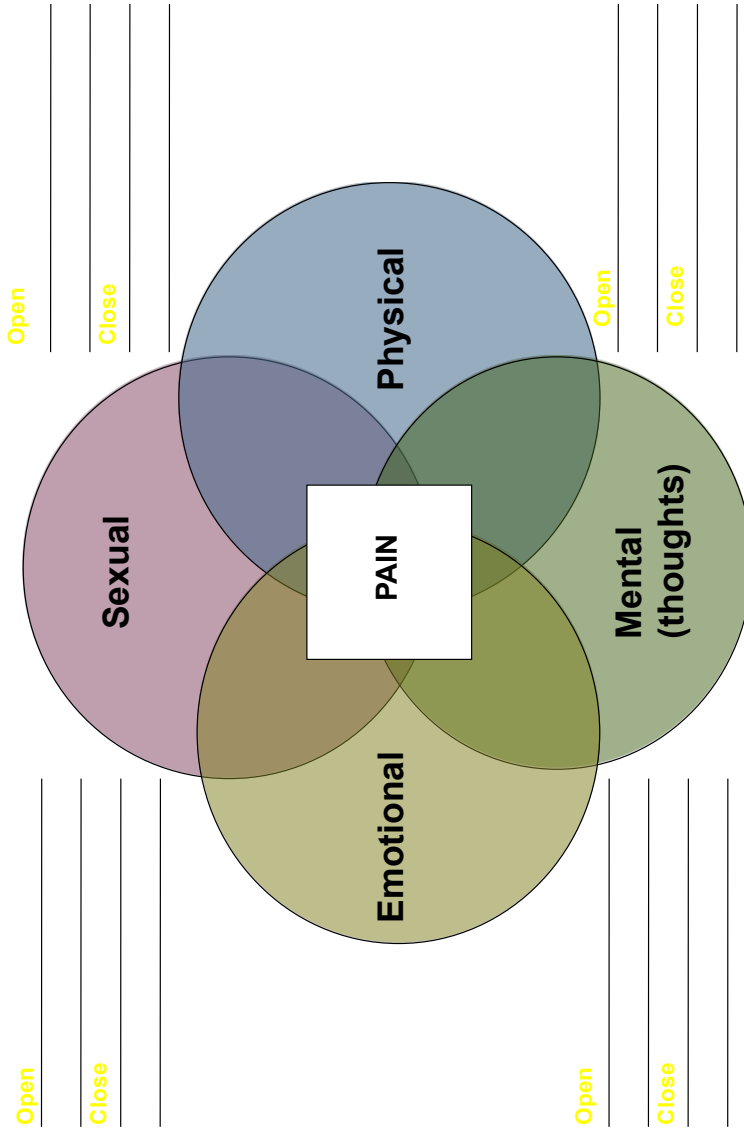 Open
Close
Sexual
Open
Close
Emotional
PAIN
Physical
Open
Close
Mental
(thoughts)
Open
Close